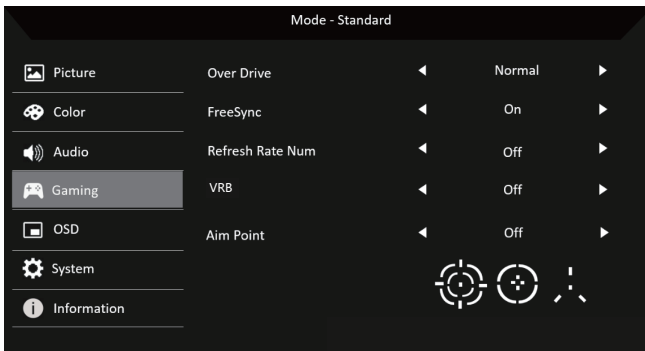 Mode - Standard
Picture
Over Drive Normal
Color
FreeSync On
Audio
Refresh Rate Num Off
Gaming
VRB Off
OSD
Aim Point Off
System
Information